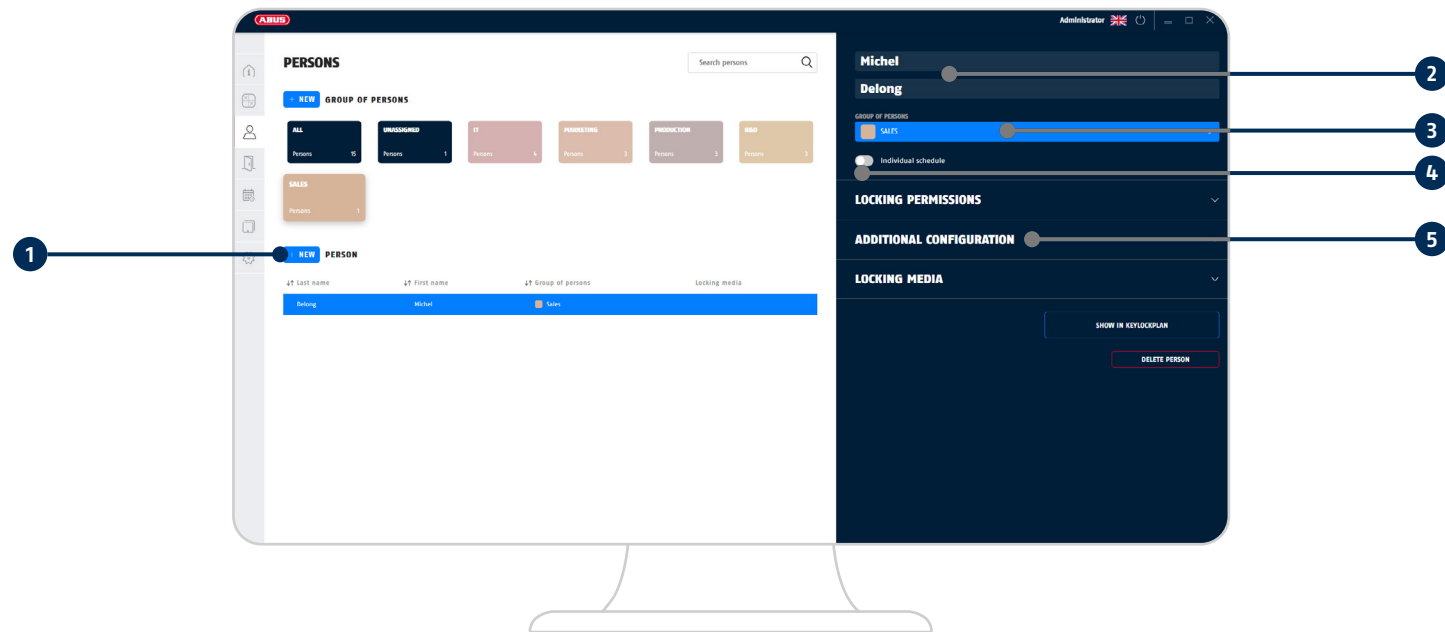 ABUS
Administrator
PERSONS
Search persons
+ NEW GROUP OF PERSONS
ALL
Persons 15
UNASSIGNED
Persons 1
IT
Persons 4
MARKETING
Persons 3
PRODUCTION
Persons 3
R&D
Persons 3
SALES
Persons 1
1
+ NEW PERSON
Last name First name Group of persons Locking media
Delong Michel Sales
Michel
2
Delong
GROUP OF PERSONS
SALES
3
Individual schedule
4
LOCKING PERMISSIONS
ADDITIONAL CONFIGURATION
5
LOCKING MEDIA
SHOW IN KEYLOCKPLAN
DELETE PERSON